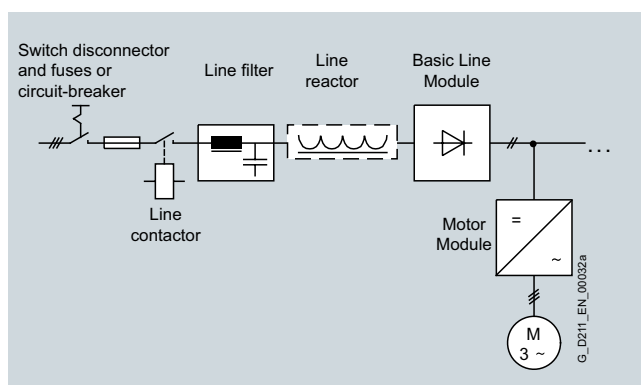 Switch disconnector
and fuses or
circuit-breaker
Line filter
Line
reactor
Basic Line
Module
Line
contactor
...
Motor
Module
=
~
M
3 ~
G_D211_EN_00032a